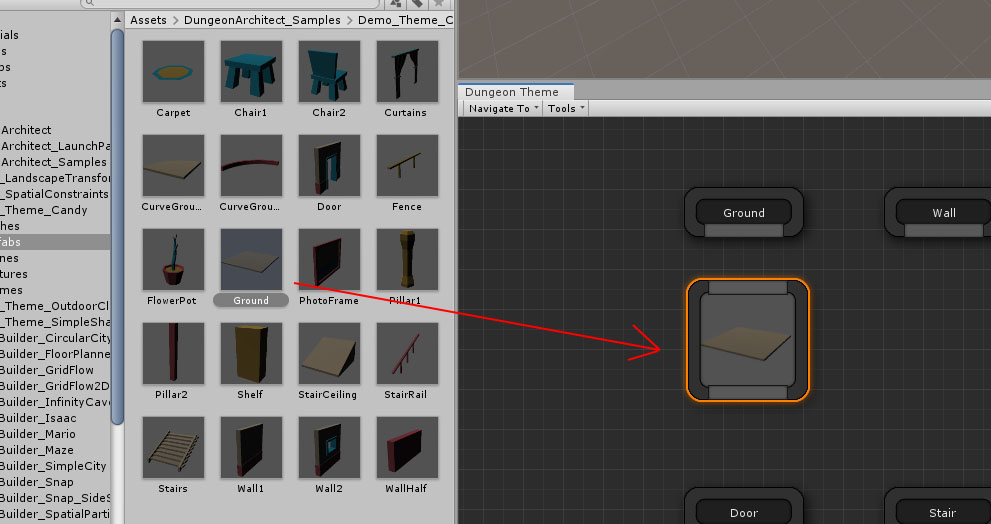 Assets > DungeonArchitect_Samples > Demo_Theme_C
ials
s
bs
ts
Architect
Architect_LaunchPa
Architect_Samples
_LandscapeTransfor
_SpatialConstraints
_Theme_Candy
hes
fabs
nes
tures
mes
_Theme_OutdoorCl
_Theme_SimpleSha
Builder_CircularCity
Builder_FloorPlanne
Builder_GridFlow
Builder_GridFlow2D
Builder_InfinityCav
Builder_Isaac
Builder_Mario
Builder_Maze
Builder_SimpleCity
Builder_Snap
Builder_Snap_SideS
Builder_SpatialParti
Carpet Chair1 Chair2 Curtains
CurveGrou... CurveGrou... Door Fence
FlowerPot Ground PhotoFrame Pillar1
Pillar2 Shelf StairCeiling StairRail
Stairs Wall1 Wall2 WallHalf
Dungeon Theme
Navigate To Tools
Ground Wall
Door Stair